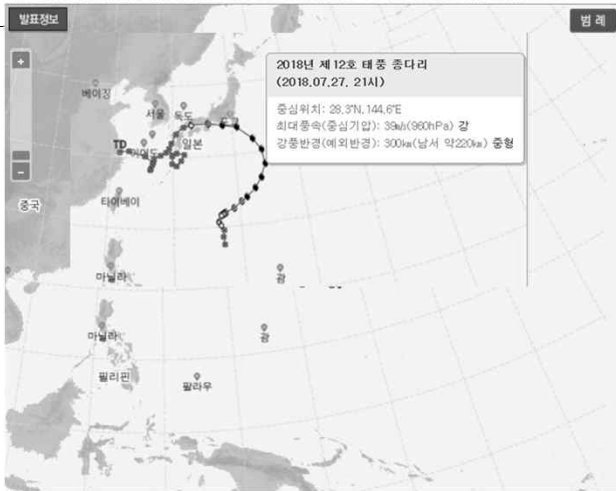 발표정보
범 례
2018년 제12호 태풍 종다리
(2018.07.27. 21시)
중심위치: 28.3°N, 144.6°E
최대풍속(중심기압): 39㎧(960hPa) 강
강풍반경(예외반경): 300㎞(남서 약220㎞) 중형
베이징
서울
독도
TD
일본
중국
타이베이
마닐라
괌
마닐라
괌
필리핀
팔라우